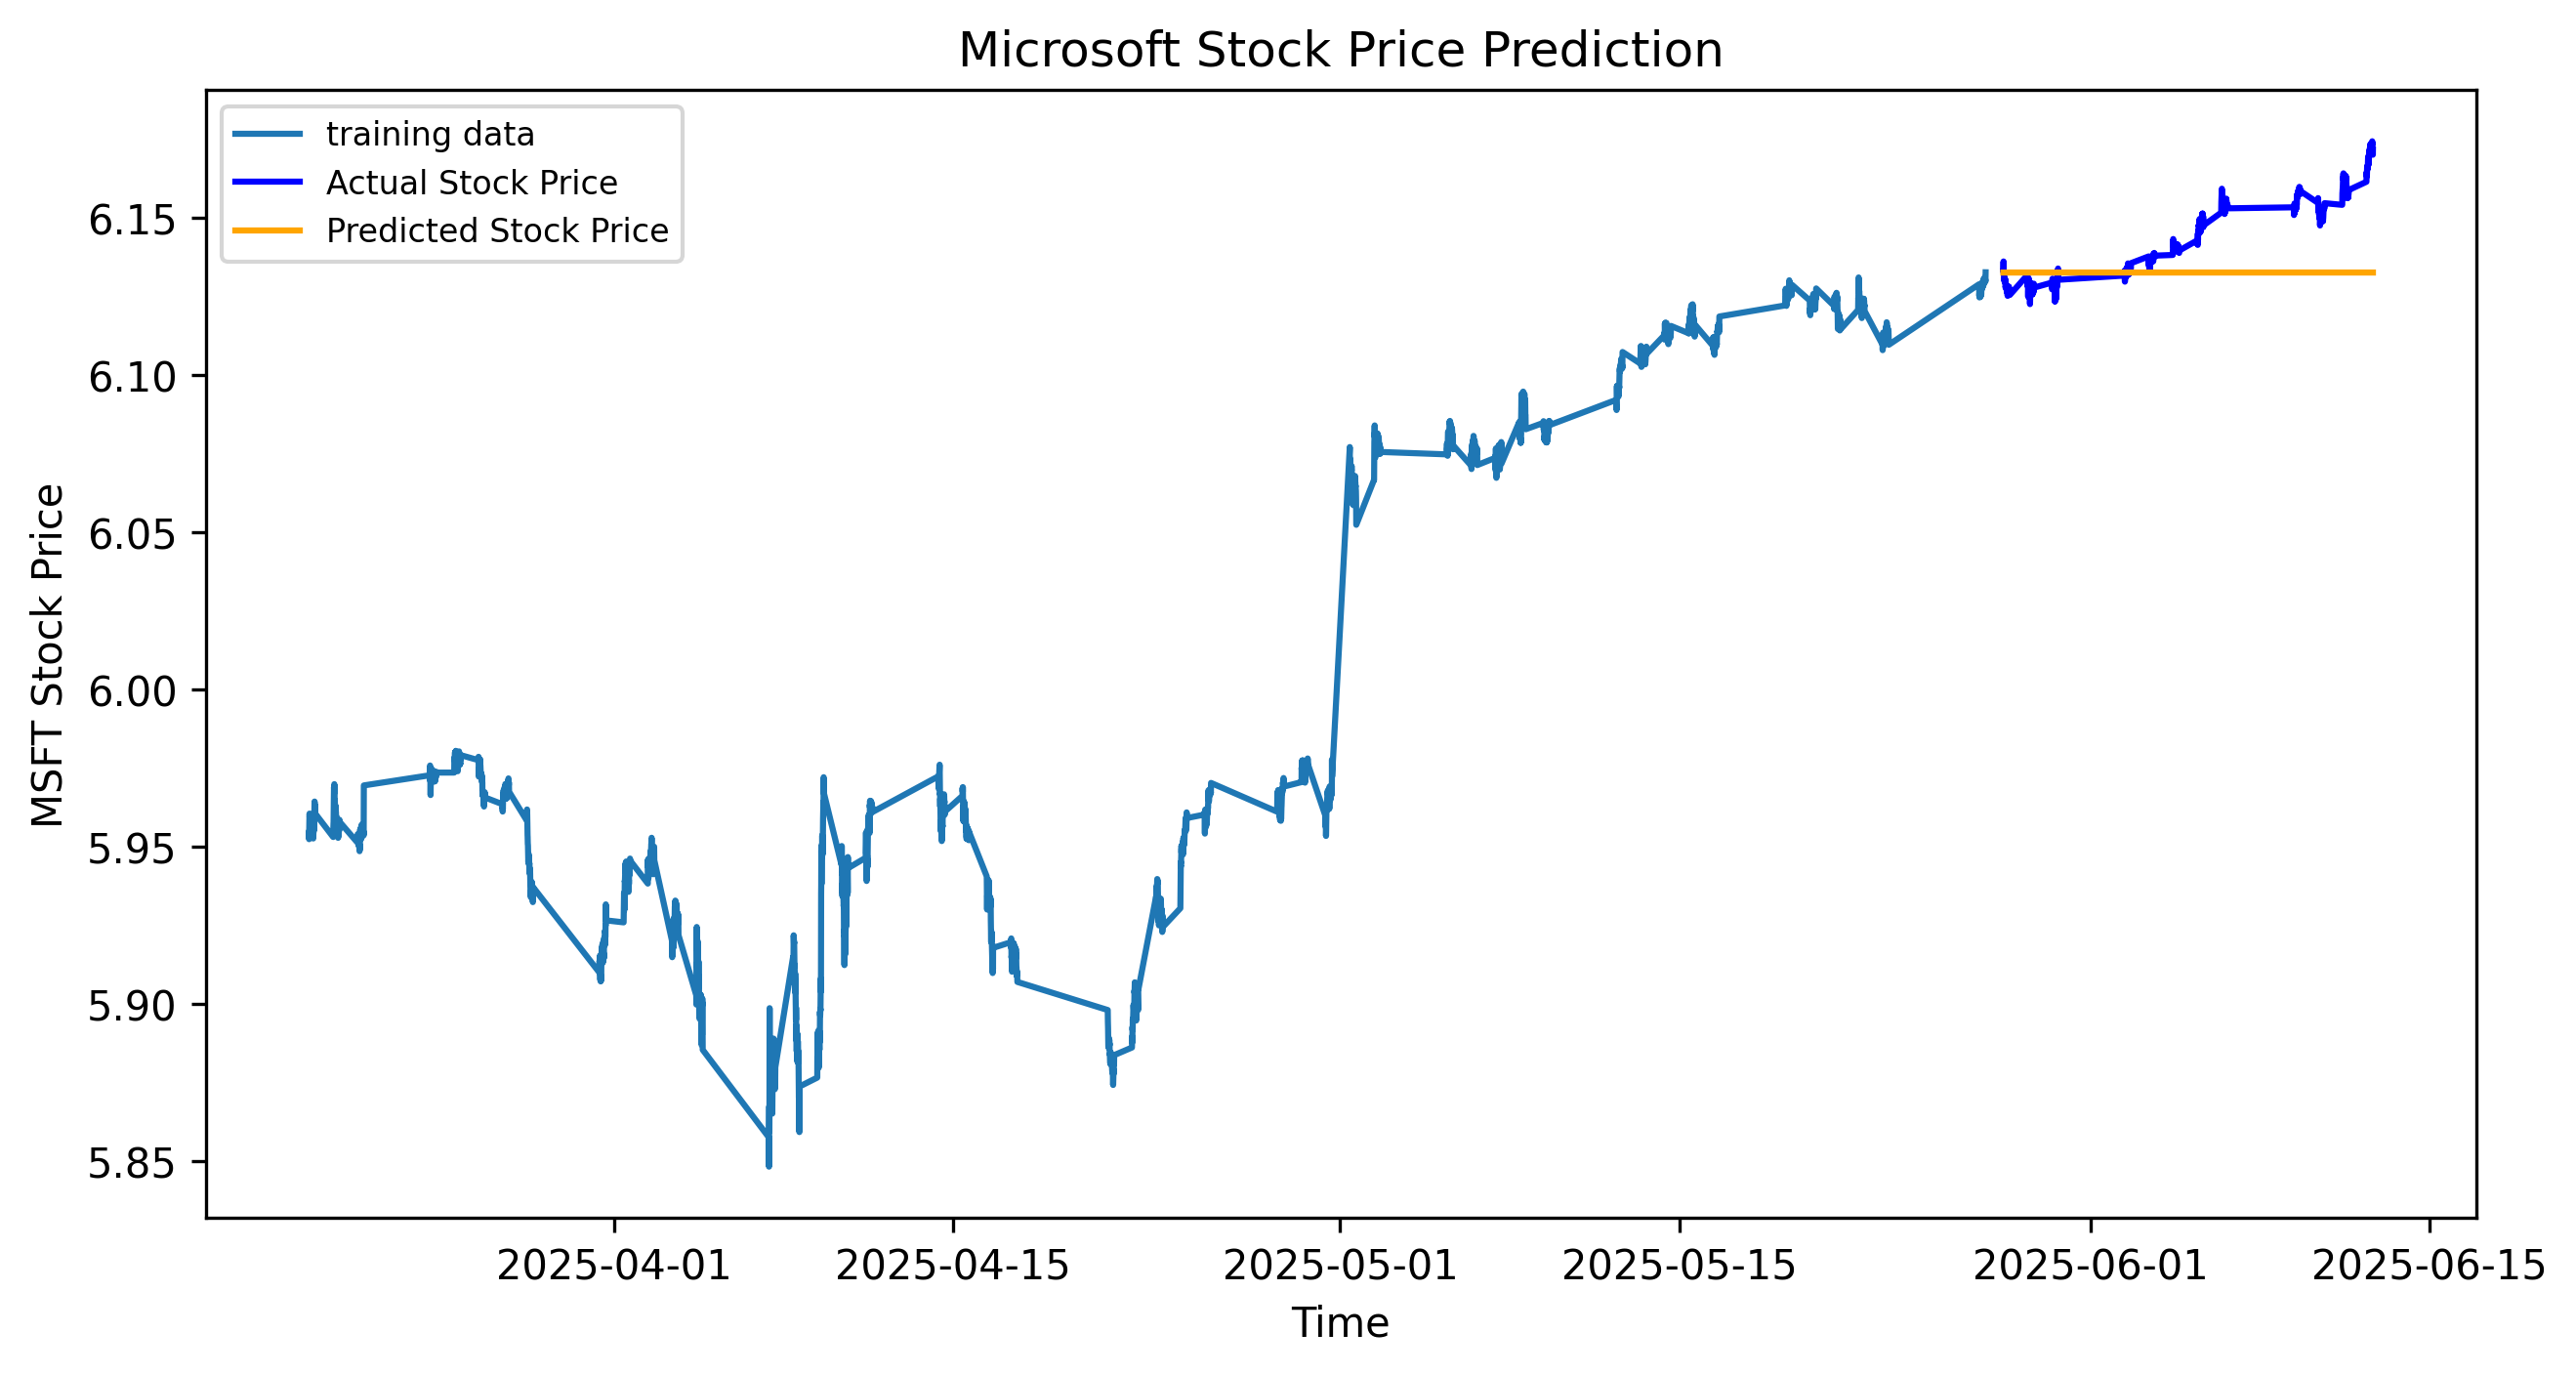 Microsoft Stock Price Prediction
training data
Actual Stock Price
Predicted Stock Price
MSFT Stock Price
6.15
6.10
6.05
6.00
5.95
5.90
5.85
2025-04-01 2025-04-15 2025-05-01 2025-05-15 2025-06-01 2025-06-15
Time